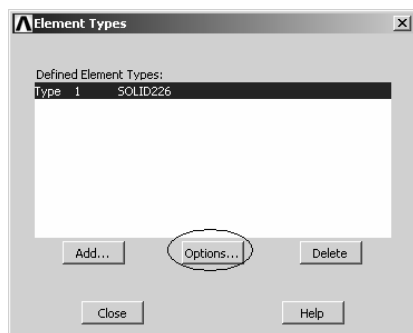 Element Types
Defined Element Types:
Type 1 SOLID226
Add... Options... Delete
Close Help